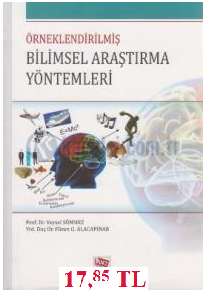 ÖRNEKLENDİRİLMİŞ
BİLİMSEL ARAŞTIRMA
YÖNTEMLERİ
E=Mc²
Prof. Dr. Veysel SÖNMEZ
Yrd. Doç. Dr. Füsun G. ALACAPINAR
ANI
17,85 TL